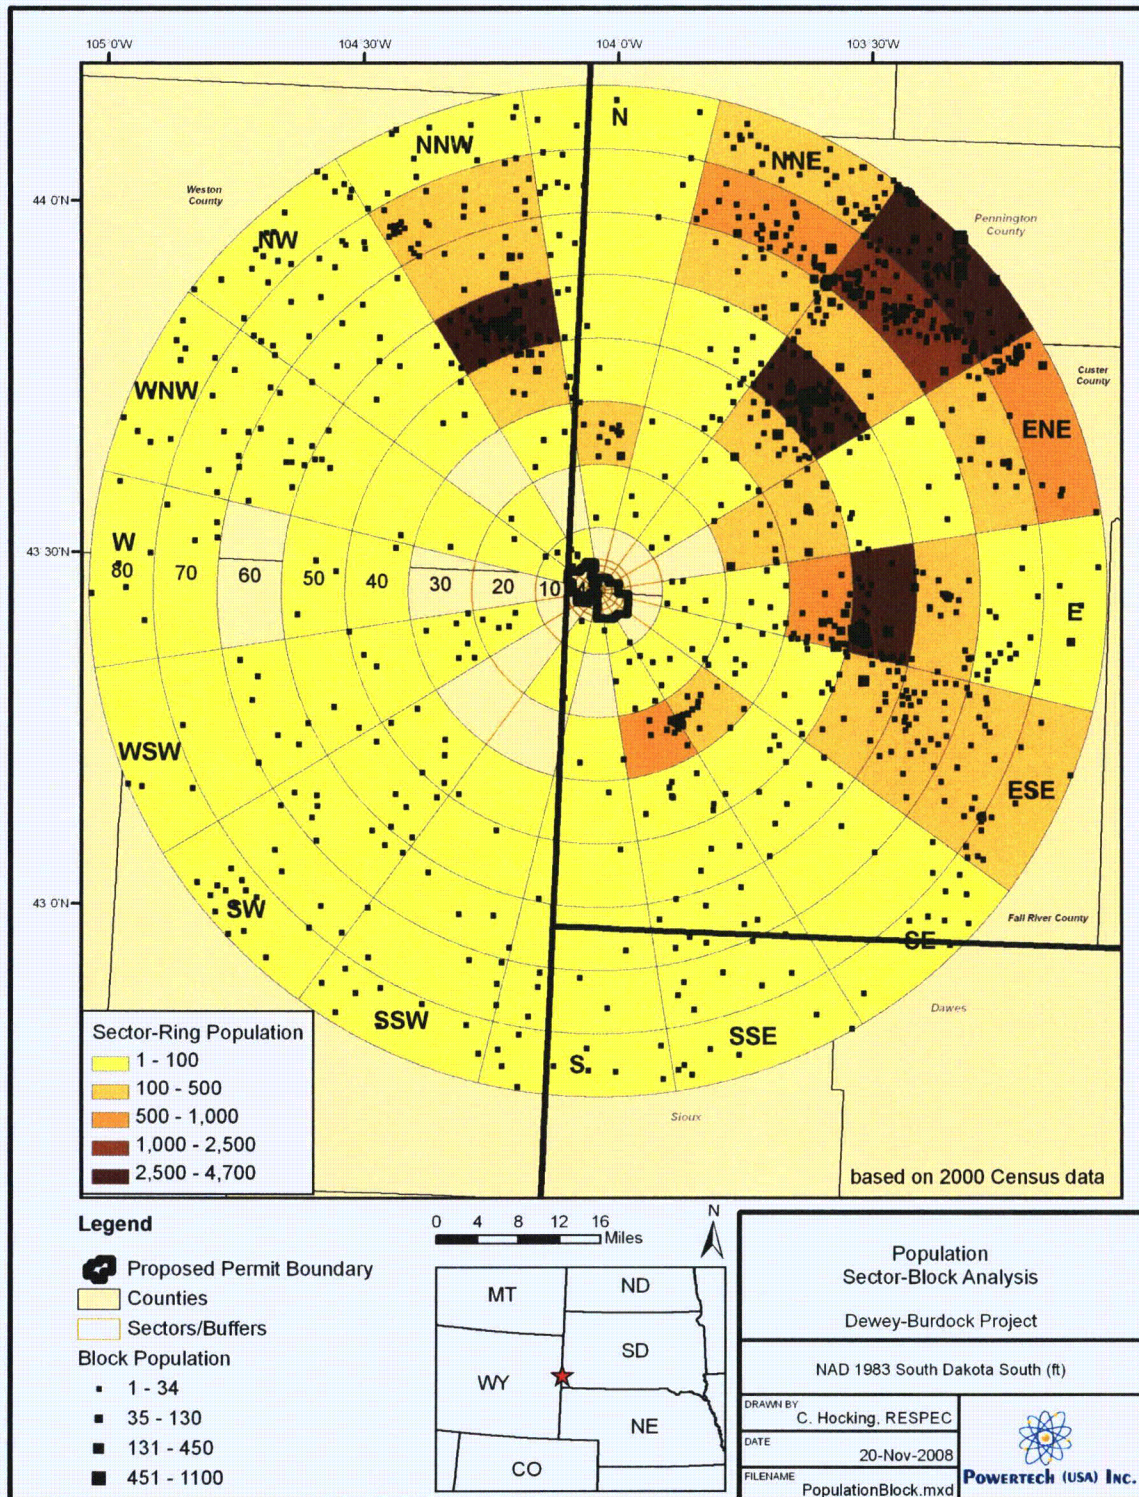 105°0'W
104°30'W
104°0'W
103°30'W
44°0'N
43°30'N
43°0'N
N
NNW
NNE
Weston
County
Pennington
County
NW
NE
WNW
Custer
County
ENE
W
80 70 60 50 40 30 20 10
E
WSW
ESE
SW
Fall River County
SE
Dawes
SSW
SSE
S
Sioux
Sector-Ring Population
1 - 100
100 - 500
500 - 1,000
1,000 - 2,500
2,500 - 4,700
based on 2000 Census data
Legend
Proposed Permit Boundary
Counties
Sectors/Buffers
Block Population
1 - 34
35 - 130
131 - 450
451 - 1100
0 4 8 12 16
Miles
N
MT
ND
SD
WY
NE
CO
Population
Sector-Block Analysis
Dewey-Burdock Project
NAD 1983 South Dakota South (ft)
DRAWN BY
C. Hocking, RESPEC
DATE
20-Nov-2008
FILENAME
PopulationBlock.mxd
POWERTECH (USA) INC.